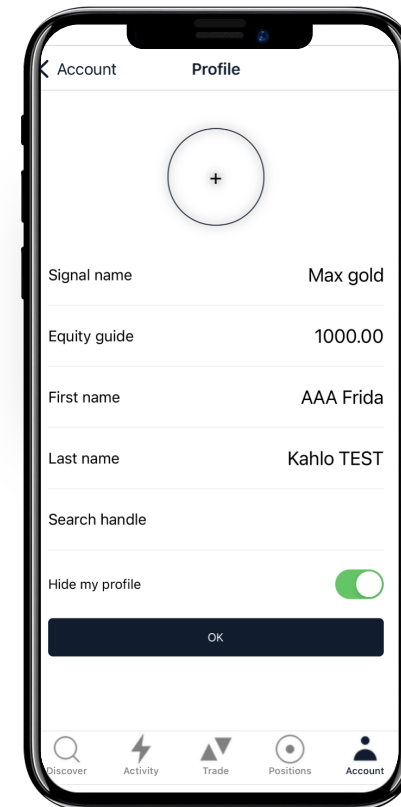 Account Profile
+
Signal name Max gold
Equity guide 1000.00
First name AAA Frida
Last name Kahlo TEST
Search handle
Hide my profile
OK
Discover Activity Trade Positions Account